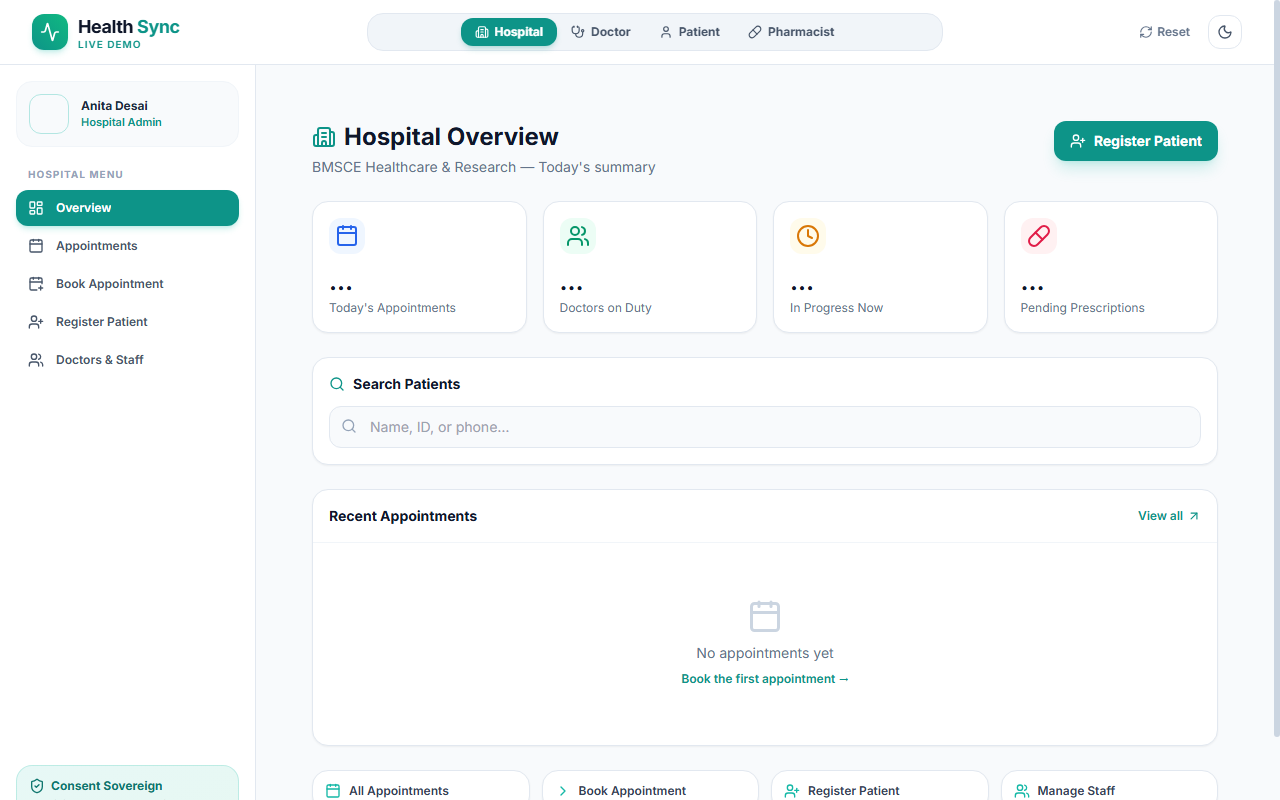 Health Sync
LIVE DEMO
Hospital
Doctor
Patient
Pharmacist
Reset
Anita Desai
Hospital Admin
HOSPITAL MENU
Overview
Appointments
Book Appointment
Register Patient
Doctors & Staff
Consent Sovereign
Hospital Overview
BMSCE Healthcare & Research — Today's summary
Register Patient
...
Today's Appointments
...
Doctors on Duty
...
In Progress Now
...
Pending Prescriptions
Search Patients
Name, ID, or phone...
Recent Appointments
View all
No appointments yet
Book the first appointment →
All Appointments
Book Appointment
Register Patient
Manage Staff